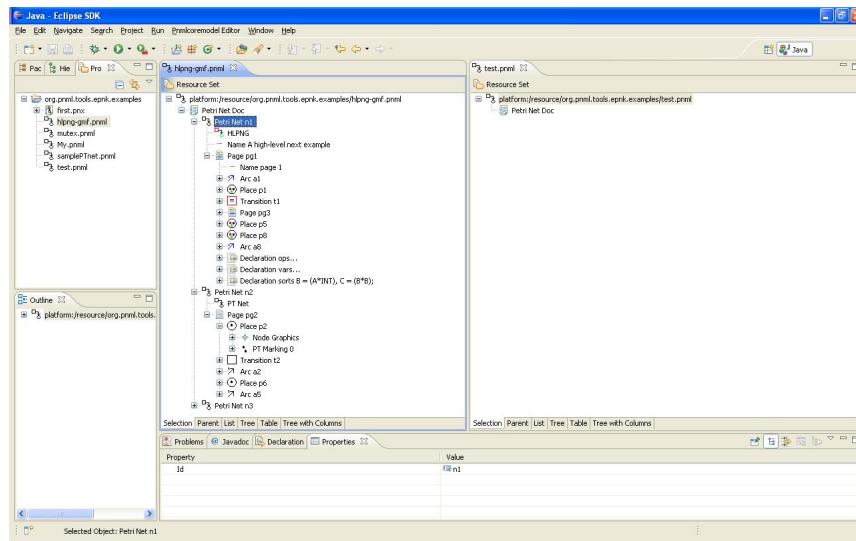 Java - Eclipse SDK
File Edit Navigate Search Project Run Pnmlcoremodel Editor Window Help
Java
Pac Hie Pro
org.pnml.tools.epnk.examples
first.pnx
hlpng-gmf.pnml
mutex.pnml
My.pnml
samplePTnet.pnml
test.pnml
Outline
platform:/resource/org.pnml.tools.
hlpng-gmf.pnml
Resource Set
platform:/resource/org.pnml.tools.epnk.examples/hlpng-gmf.pnml
Petri Net Doc
Petri Net n1
HLPNG
Name A high-level next example
Page pg1
Name page 1
Arc a1
Place p1
Transition t1
Page pg3
Place p5
Place p8
Arc a8
Declaration ops...
Declaration vars...
Declaration sorts B = (A*INT), C = (B*B);
Petri Net n2
PT Net
Page pg2
Place p2
Node Graphics
PT Marking 0
Transition t2
Arc a2
Place p6
Arc a5
Petri Net n3
Selection Parent List Tree Table Tree with Columns
test.pnml
Resource Set
platform:/resource/org.pnml.tools.epnk.examples/test.pnml
Petri Net Doc
Selection Parent List Tree Table Tree with Columns
Problems @ Javadoc Declaration Properties
Property Value
Id n1
Selected Object: Petri Net n1